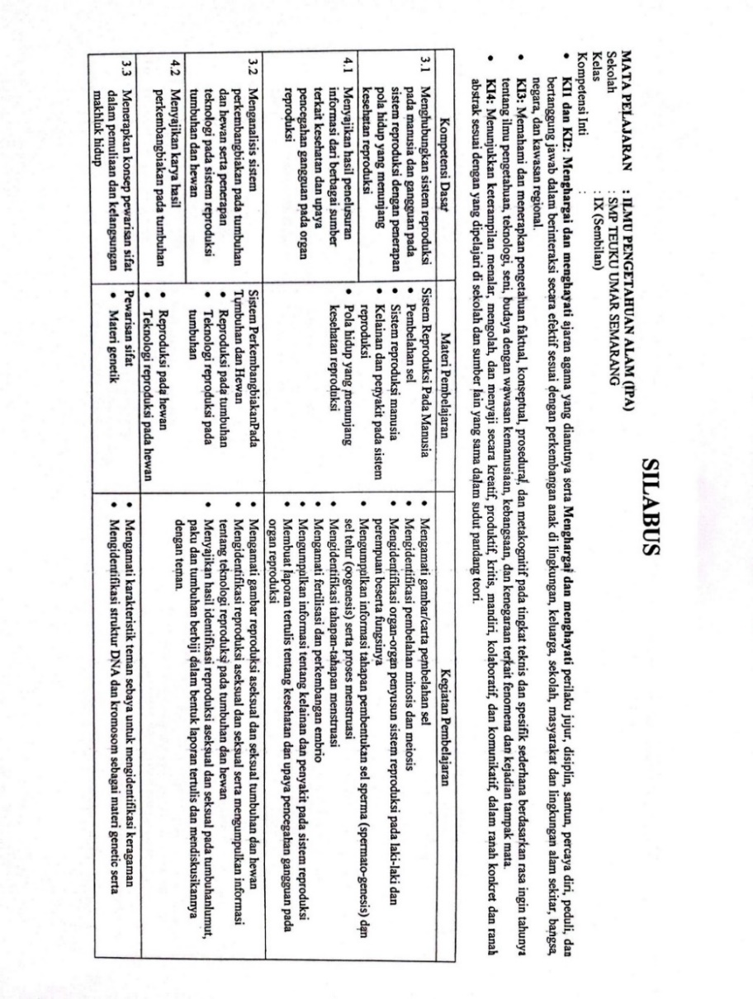 SILABUS
MATA PELAJARAN : ILMU PENGETAHUAN ALAM (IPA)
Sekolah : SMP TEUKU UMAR SEMARANG
Kelas : IX (Sembilan)
Kompetensi Inti :
• KI1 dan KI2: Menghargai dan menghayati ajaran agama yang dianutnya serta Menghargai dan menghayati perilaku jujur, disiplin, santun, percaya diri, peduli, dan
bertanggung jawab dalam berinteraksi secara efektif sesuai dengan perkembangan anak di lingkungan, keluarga, sekolah, masyarakat dan lingkungan alam sekitar, bangsa,
negara, dan kawasan regional.
• KI3: Memahami dan menerapkan pengetahuan faktual, konseptual, prosedural, dan metakognitif pada tingkat teknis dan spesifik sederhana berdasarkan rasa ingin tahunya
tentang ilmu pengetahuan, teknologi, seni, budaya dengan wawasan kemanusiaan, kebangsaan, dan kenegaraan terkait fenomena dan kejadian tampak mata.
• KI4: Menunjukkan keterampilan menalar, mengolah, dan menyaji secara kreatif, produktif, kritis, mandiri, kolaboratif, dan komunikatif, dalam ranah konkret dan ranah
abstrak sesuai dengan yang dipelajari di sekolah dan sumber lain yang sama dalam sudut pandang teori.
Kompetensi Dasar
Materi Pembelajaran
Kegiatan Pembelajaran
3.1 Menghubungkan sistem reproduksi
pada manusia dan gangguan pada
sistem reproduksi dengan penerapan
pola hidup yang menunjang
kesehatan reproduksi
4.1 Menyajikan hasil penelusuran
informasi dari berbagai sumber
terkait kesehatan dan upaya
pencegahan gangguan pada organ
reproduksi
Sistem Reproduksi Pada Manusia
• Pembelahan sel
• Sistem reproduksi manusia
• Kelainan dan penyakit pada sistem
reproduksi
• Pola hidup yang menunjang
kesehatan reproduksi
• Mengamati gambar/carta pembelahan sel
• Mengidentifikasi pembelahan mitosis dan meiosis
• Mengidentifikasi organ-organ penyusun sistem reproduksi pada laki-laki dan
perempuan beserta fungsinya
• Mengumpulkan informasi tahapan pembentukan sel sperma (spermato-genesis) dan
sel telur (oogenesis) serta proses menstruasi
• Mengidentifikasi tahapan-tahapan menstruasi
• Mengamati fertilisasi dan perkembangan embrio
• Mengumpulkan informasi tentang kelainan dan penyakit pada sistem reproduksi
• Membuat laporan tertulis tentang kesehatan dan upaya pencegahan gangguan pada
organ reproduksi
3.2 Menganalisis sistem
perkembangbiakan pada tumbuhan
dan hewan serta penerapan
teknologi pada sistem reproduksi
tumbuhan dan hewan
4.2 Menyajikan karya hasil
perkembangbiakan pada tumbuhan
Sistem PerkembangbiakanPada
Tumbuhan dan Hewan
• Reproduksi pada tumbuhan
• Teknologi reproduksi pada
tumbuhan
• Reproduksi pada hewan
• Teknologi reproduksi pada hewan
• Mengamati gambar reproduksi aseksual dan seksual tumbuhan dan hewan
• Mengidentifikasi reproduksi aseksual dan seksual serta mengumpulkan informasi
tentang teknologi reproduksi pada tumbuhan dan hewan
• Menyajikan hasil identifikasi reproduksi aseksual dan seksual pada tumbuhanlumut,
paku dan tumbuhan berbiji dalam bentuk laporan tertulis dan mendiskusikannya
dengan teman.
3.3 Menerapkan konsep pewarisan sifat
dalam pemuliaan dan kelangsungan
makhluk hidup
Pewarisan sifat
• Materi genetik
• Mengamati karakteristik teman sebaya untuk mengidentifikasi keragaman
• Mengidentifikasi struktur DNA dan kromosom sebagai materi genetic serta